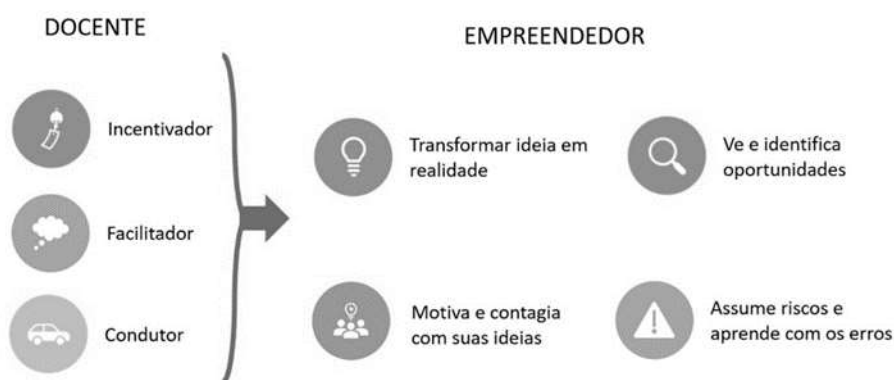 DOCENTE
Incentivador
Facilitador
Condutor
EMPREENDEDOR
Transformar ideia em
realidade
Ve e identifica
oportunidades
Motiva e contagia
com suas ideias
Assume riscos e
aprende com os erros